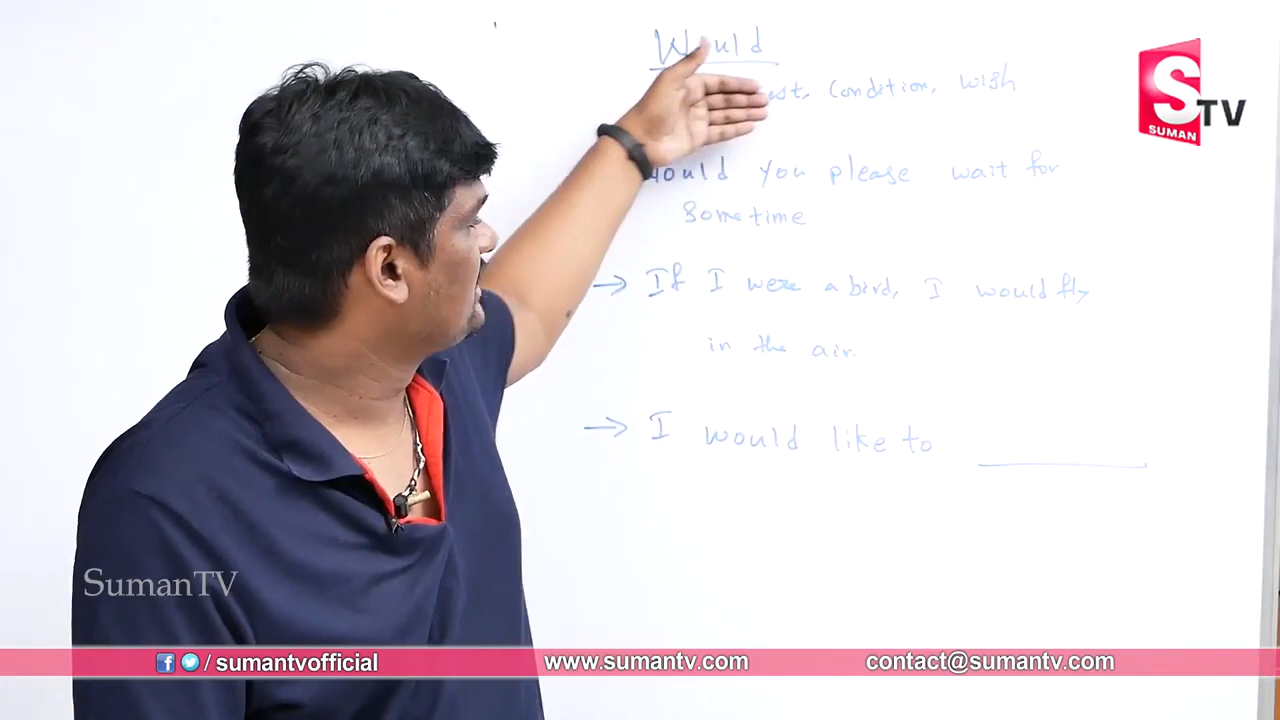 Would
Condition, wish
would you please wait for
Sometime
→ If I were a bird, I would fly
in the air.
→ I would like to ______
S TV
SUMAN
SumanTV
f / sumantvofficial
www.sumantv.com
contact@sumantv.com